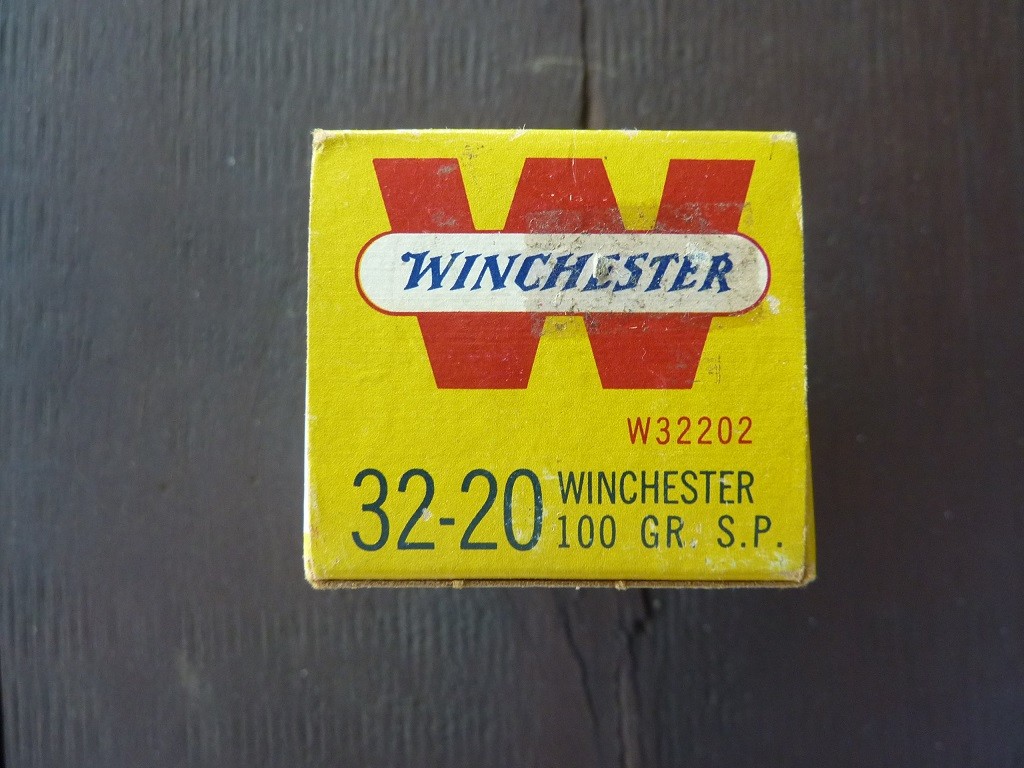 WINCHESTER
W32202
32-20 WINCHESTER
100 GR. S.P.